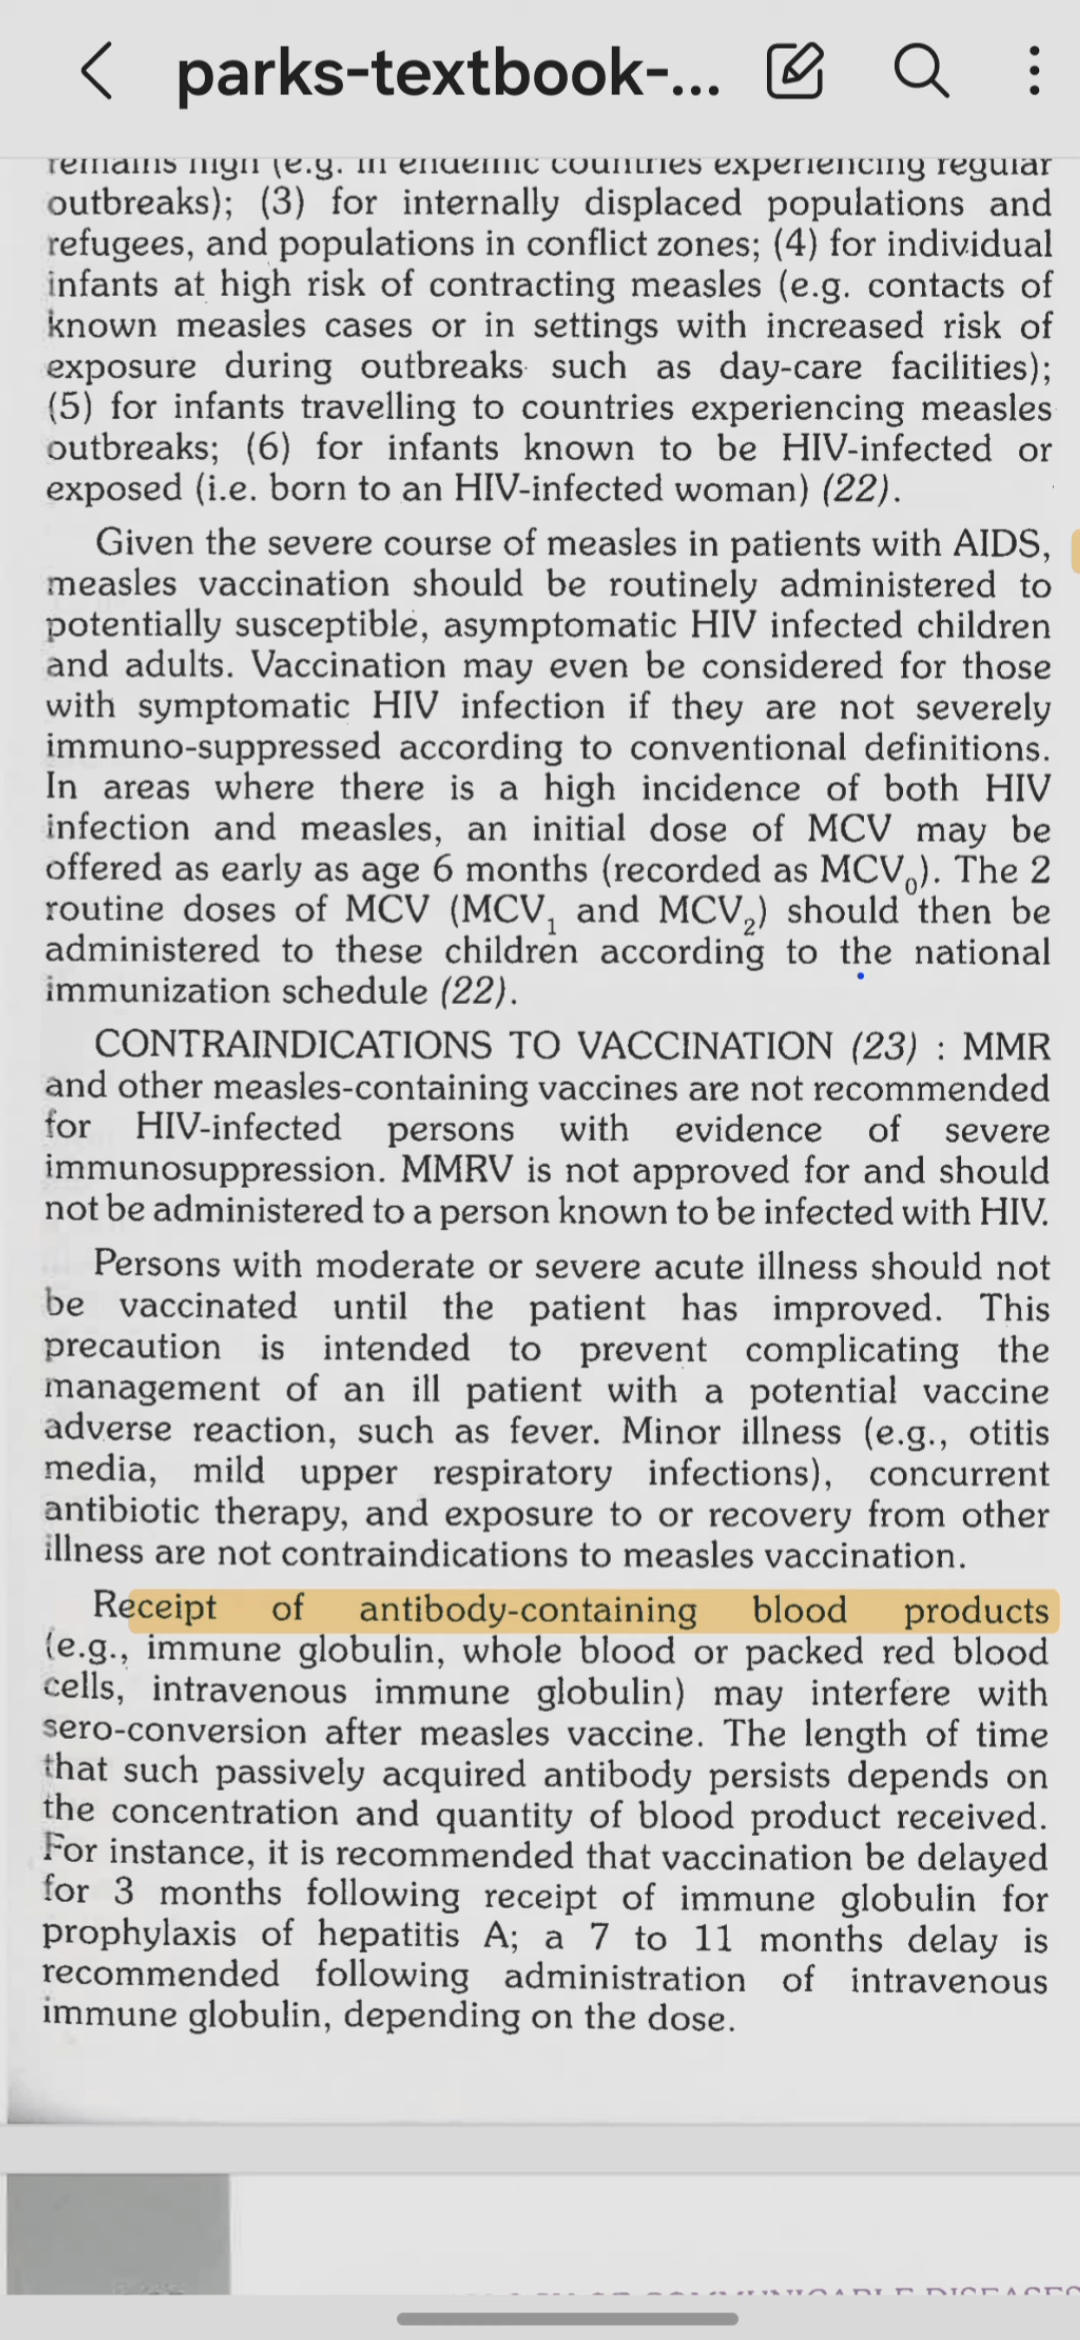 parks-textbook-...
remains high (e.g. in endemic countries experiencing regular
outbreaks); (3) for internally displaced populations and
refugees, and populations in conflict zones; (4) for individual
infants at high risk of contracting measles (e.g. contacts of
known measles cases or in settings with increased risk of
exposure during outbreaks such as day-care facilities);
(5) for infants travelling to countries experiencing measles
outbreaks; (6) for infants known to be HIV-infected or
exposed (i.e. born to an HIV-infected woman) (22).
Given the severe course of measles in patients with AIDS,
measles vaccination should be routinely administered to
potentially susceptible, asymptomatic HIV infected children
and adults. Vaccination may even be considered for those
with symptomatic HIV infection if they are not severely
immuno-suppressed according to conventional definitions.
In areas where there is a high incidence of both HIV
infection and measles, an initial dose of MCV may be
offered as early as age 6 months (recorded as MCV₀). The 2
routine doses of MCV (MCV₁ and MCV₂) should then be
administered to these children according to the national
immunization schedule (22).
CONTRAINDICATIONS TO VACCINATION (23) : MMR
and other measles-containing vaccines are not recommended
for HIV-infected persons with evidence of severe
immunosuppression. MMRV is not approved for and should
not be administered to a person known to be infected with HIV.
Persons with moderate or severe acute illness should not
be vaccinated until the patient has improved. This
precaution is intended to prevent complicating the
management of an ill patient with a potential vaccine
adverse reaction, such as fever. Minor illness (e.g., otitis
media, mild upper respiratory infections), concurrent
antibiotic therapy, and exposure to or recovery from other
illness are not contraindications to measles vaccination.
Receipt of antibody-containing blood products
(e.g., immune globulin, whole blood or packed red blood
cells, intravenous immune globulin) may interfere with
sero-conversion after measles vaccine. The length of time
that such passively acquired antibody persists depends on
the concentration and quantity of blood product received.
For instance, it is recommended that vaccination be delayed
for 3 months following receipt of immune globulin for
prophylaxis of hepatitis A; a 7 to 11 months delay is
recommended following administration of intravenous
immune globulin, depending on the dose.
COMMUNICABLE DISEASES